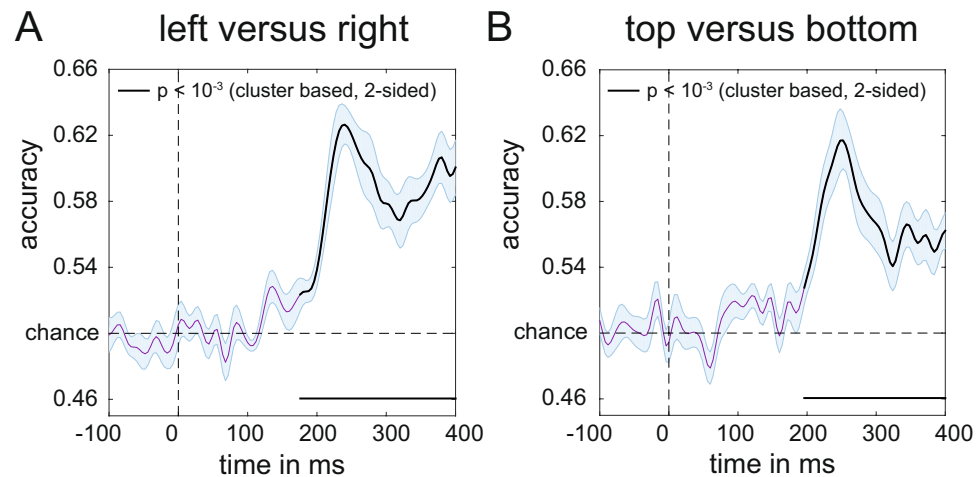 A left versus right
0.66
p < 10⁻³ (cluster based, 2-sided)
0.62
0.58
0.54
chance
0.46
accuracy
-100 0 100 200 300 400
time in ms
B top versus bottom
0.66
p < 10⁻³ (cluster based, 2-sided)
0.62
0.58
0.54
chance
0.46
accuracy
-100 0 100 200 300 400
time in ms